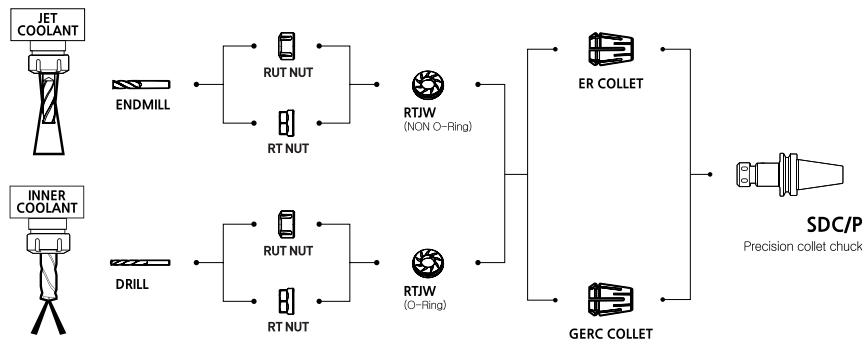 JET
COOLANT
ENDMILL
RUT NUT
RT NUT
RTJW
(NON O-Ring)
ER COLLET
INNER
COOLANT
DRILL
RUT NUT
RT NUT
RTJW
(O-Ring)
GERC COLLET
SDC/P
Precision collet chuck